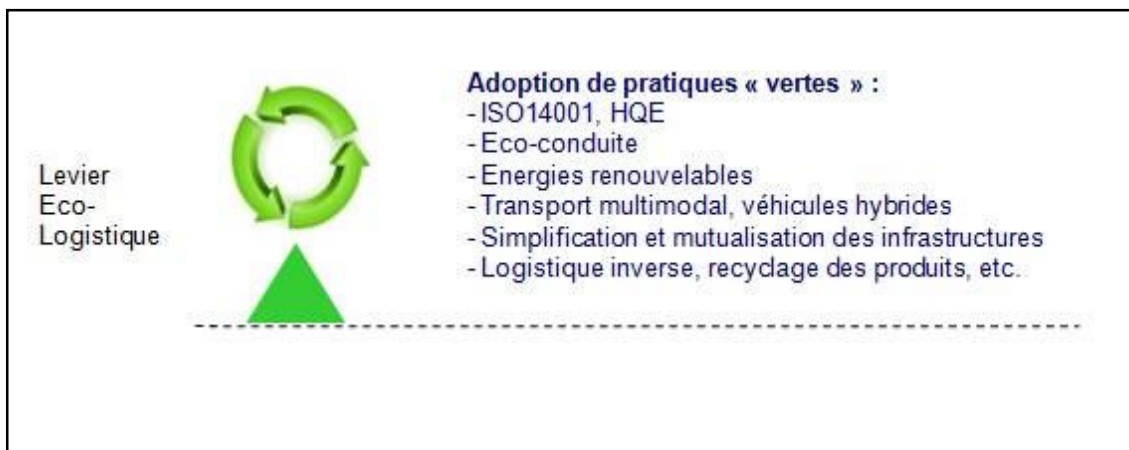 Levier
Eco-
Logistique
Adoption de pratiques « vertes » :
- ISO14001, HQE
- Eco-conduite
- Energies renouvelables
- Transport multimodal, véhicules hybrides
- Simplification et mutualisation des infrastructures
- Logistique inverse, recyclage des produits, etc.